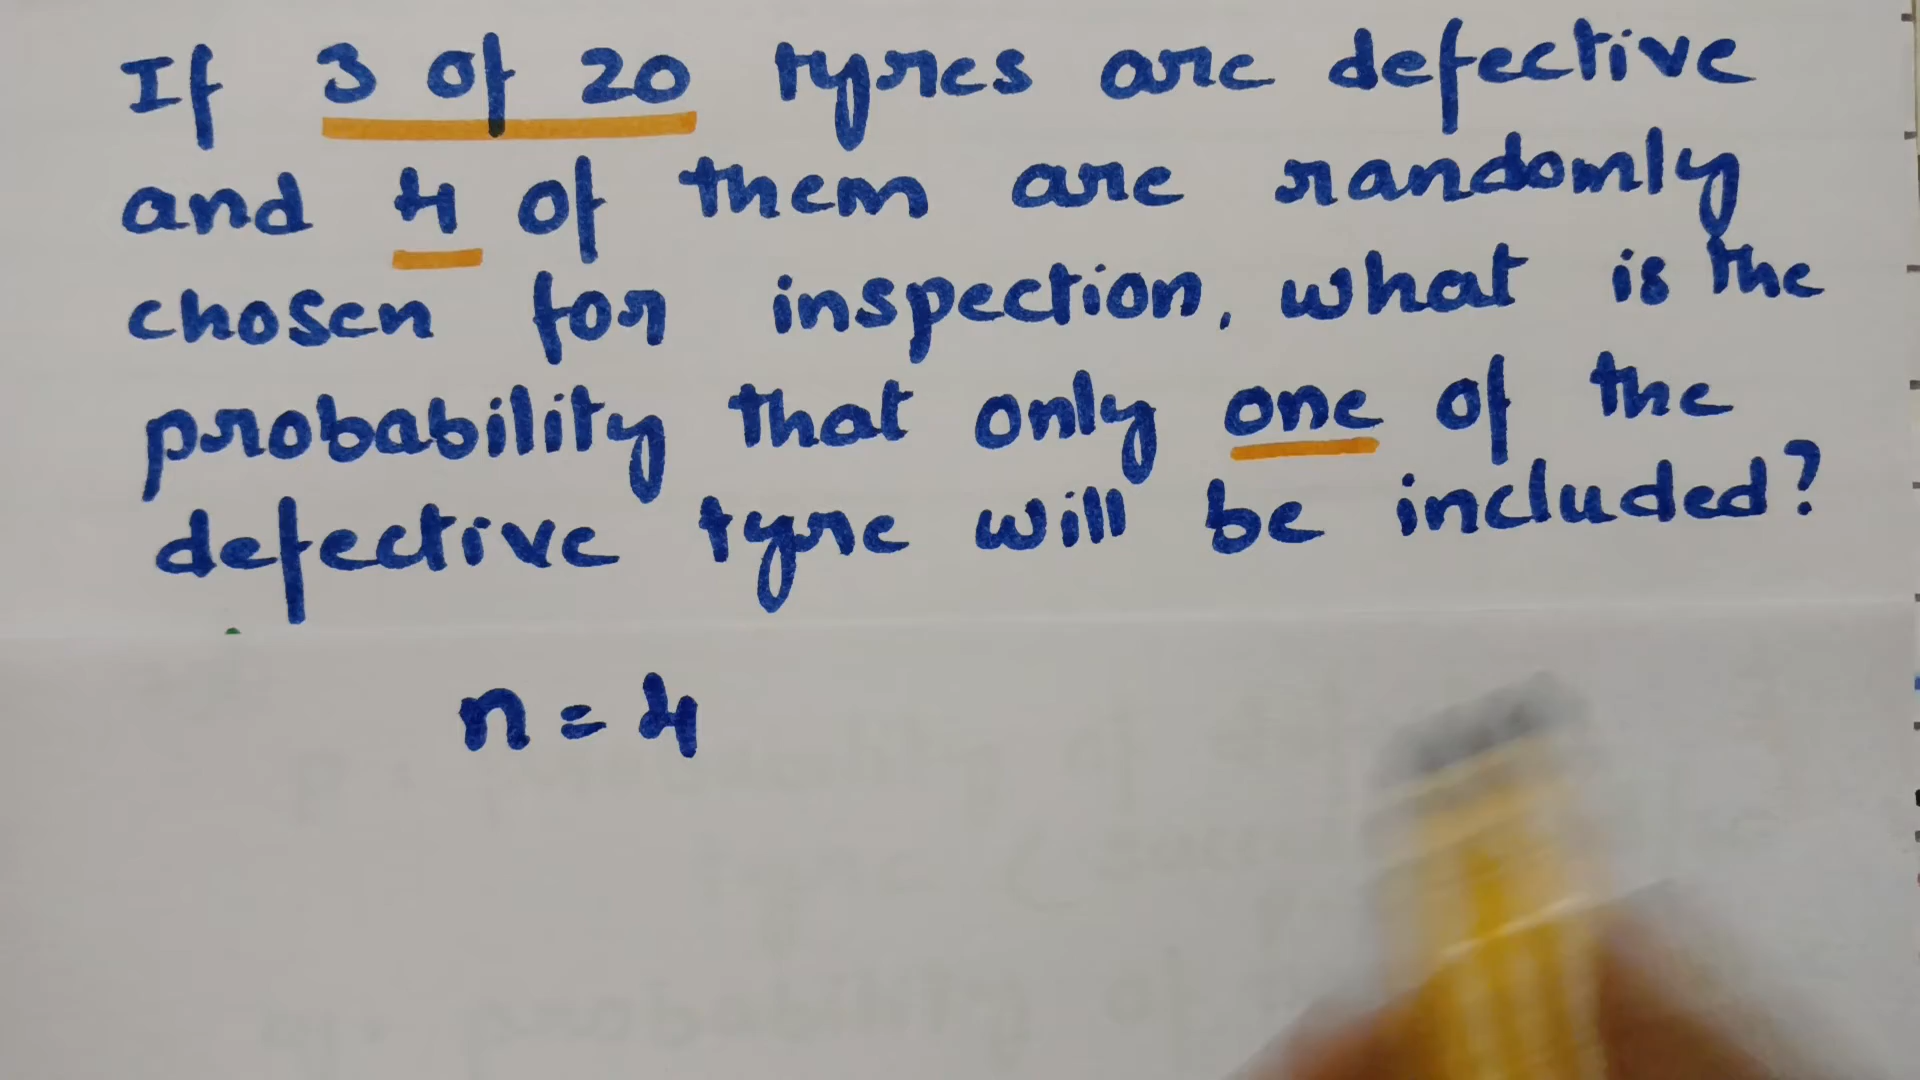 If 3 of 20 tyres are defective
and 4 of them are randomly
chosen for inspection, what is the
probability that only one of the
defective tyre will be included?
n = 4